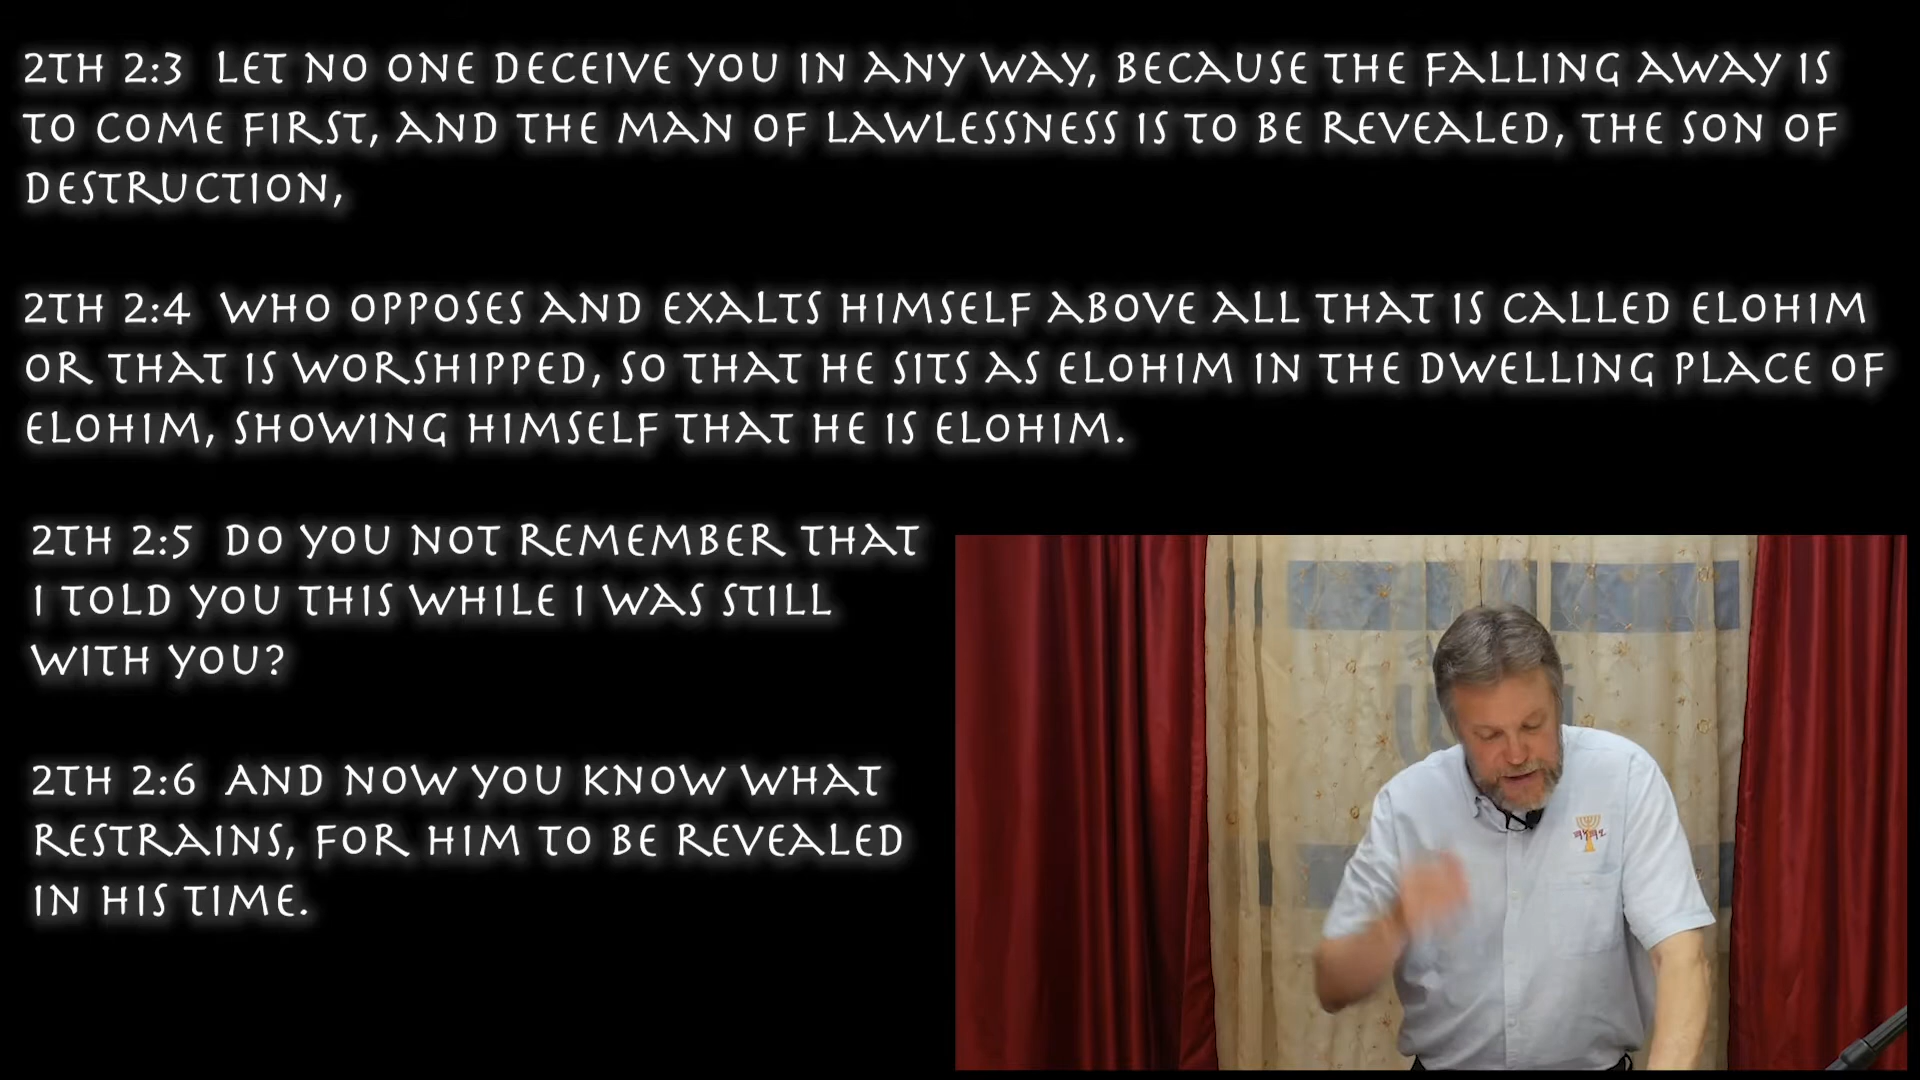 2TH 2:3 LET NO ONE DECEIVE YOU IN ANY WAY, BECAUSE THE FALLING AWAY IS
TO COME FIRST, AND THE MAN OF LAWLESSNESS IS TO BE REVEALED, THE SON OF
DESTRUCTION,
2TH 2:4 WHO OPPOSES AND EXALTS HIMSELF ABOVE ALL THAT IS CALLED ELOHIM
OR THAT IS WORSHIPPED, SO THAT HE SITS AS ELOHIM IN THE DWELLING PLACE OF
ELOHIM, SHOWING HIMSELF THAT HE IS ELOHIM.
2TH 2:5 DO YOU NOT REMEMBER THAT
I TOLD YOU THIS WHILE I WAS STILL
WITH YOU?
2TH 2:6 AND NOW YOU KNOW WHAT
RESTRAINS, FOR HIM TO BE REVEALED
IN HIS TIME.